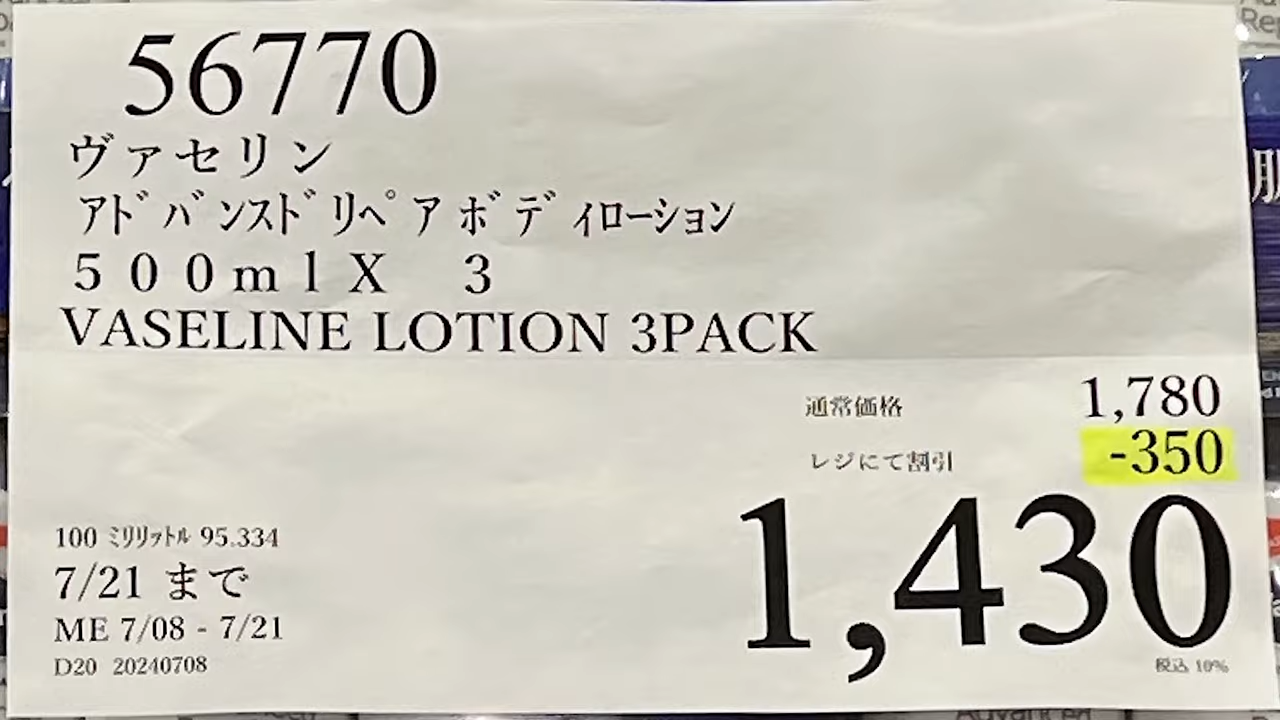 56770
ヴァセリン
アドバンスドリペアボディローション
５００ｍｌＸ　３
VASELINE LOTION 3PACK
通常価格 1,780
レジにて割引 -350
1,430
税込 10%
100 ミリリットル 95.334
7/21 まで
ME 7/08 - 7/21
D20 20240708